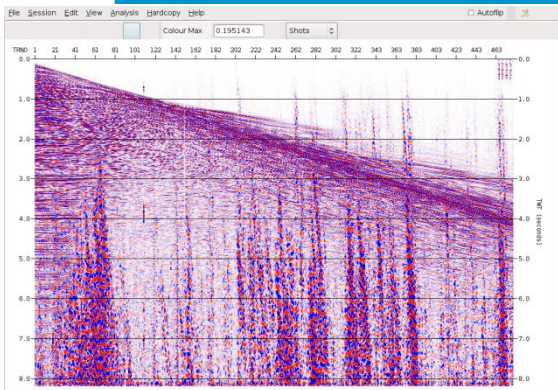 File Session Edit View Analysis Hardcopy Help Autoflip
Colour Max 0.195143 Shots
TRNO 1 21 41 61 81 101 122 142 162 182 202 222 242 262 282 302 322 342 363 383 403 423 443 463
0.0 0.0
1.0 1.0
2.0 2.0
3.0 3.0
4.0 4.0
TWT (seconds)
5.0 5.0
6.0 6.0
7.0 7.0
8.0 8.0